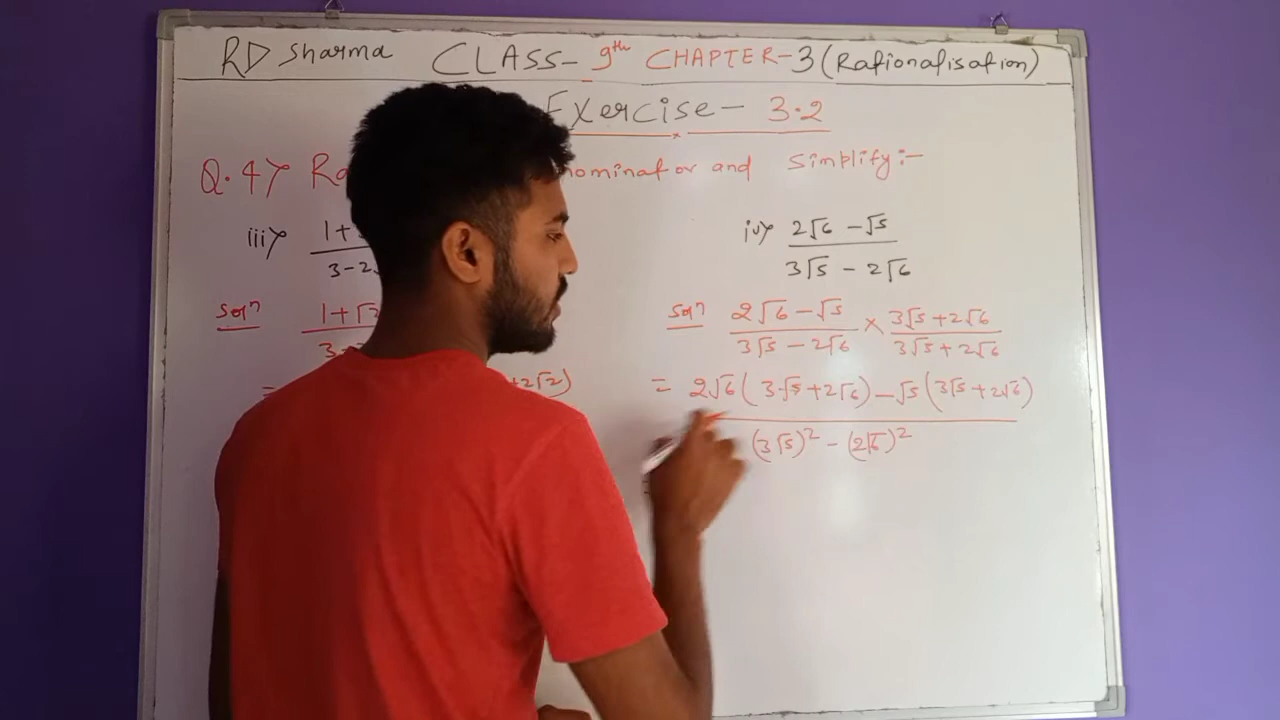 RD Sharma CLASS- 9th CHAPTER-3 (Rationalisation)
Exercise- 3.2
Q.4> Ra nominator and Simplify:-
iii> 1+
3-2
Sol^n 1+√2
3-
= +2√2)
iv> 2√6 - √5
3√5 - 2√6
Sol^n 2√6 - √5 × 3√5 + 2√6
3√5 - 2√6 3√5 + 2√6
= 2√6(3√5 + 2√6) - √5(3√5 + 2√6)
(3√5)² - (2√6)²